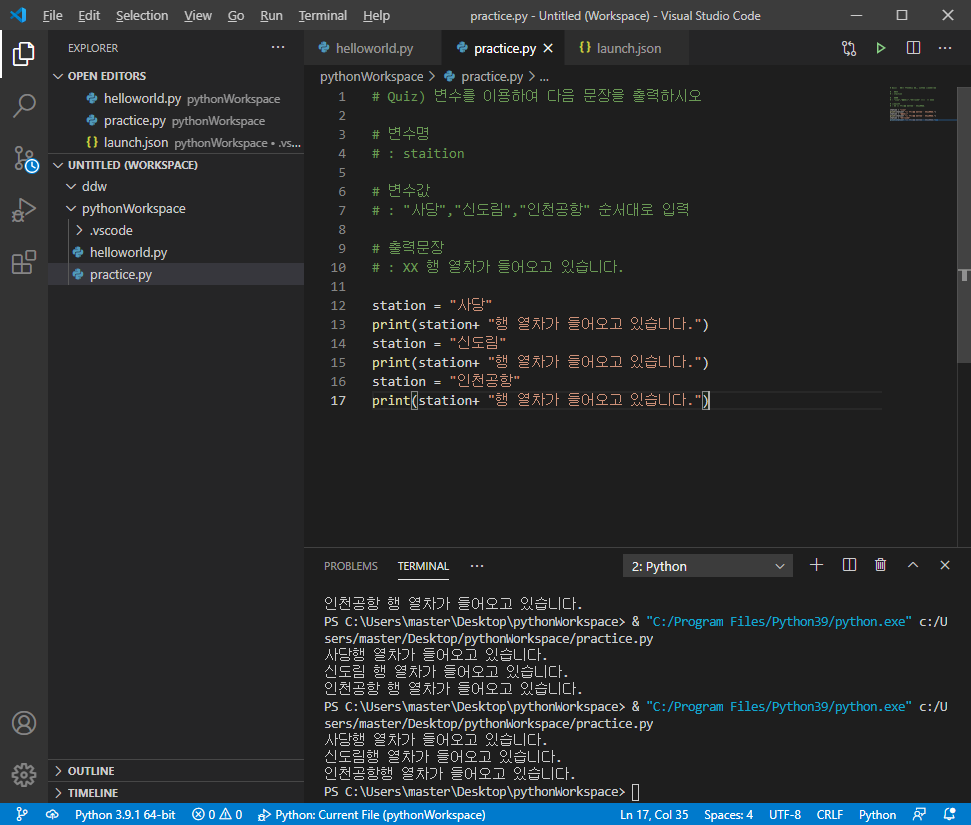 File Edit Selection View Go Run Terminal Help practice.py - Untitled (Workspace) - Visual Studio Code
EXPLORER
OPEN EDITORS
helloworld.py pythonWorkspace
practice.py pythonWorkspace
{} launch.json pythonWorkspace • .vs...
UNTITLED (WORKSPACE)
ddw
pythonWorkspace
.vscode
helloworld.py
practice.py
OUTLINE
TIMELINE
helloworld.py practice.py {} launch.json
pythonWorkspace > practice.py > ...
1 # Quiz) 변수를 이용하여 다음 문장을 출력하시오
2
3 # 변수명
4 # : staition
5
6 # 변수값
7 # : "사당","신도림","인천공항" 순서대로 입력
8
9 # 출력문장
10 # : XX 행 열차가 들어오고 있습니다.
11
12 station = "사당"
13 print(station+ "행 열차가 들어오고 있습니다.")
14 station = "신도림"
15 print(station+ "행 열차가 들어오고 있습니다.")
16 station = "인천공항"
17 print(station+ "행 열차가 들어오고 있습니다.")
PROBLEMS TERMINAL ... 2: Python
인천공항 행 열차가 들어오고 있습니다.
PS C:\Users\master\Desktop\pythonWorkspace> & "C:/Program Files/Python39/python.exe" c:/U
sers/master/Desktop/pythonWorkspace/practice.py
사당행 열차가 들어오고 있습니다.
신도림 행 열차가 들어오고 있습니다.
인천공항 행 열차가 들어오고 있습니다.
PS C:\Users\master\Desktop\pythonWorkspace> & "C:/Program Files/Python39/python.exe" c:/U
sers/master/Desktop/pythonWorkspace/practice.py
사당행 열차가 들어오고 있습니다.
신도림행 열차가 들어오고 있습니다.
인천공항행 열차가 들어오고 있습니다.
PS C:\Users\master\Desktop\pythonWorkspace>
Python 3.9.1 64-bit 0 0 Python: Current File (pythonWorkspace) Ln 17, Col 35 Spaces: 4 UTF-8 CRLF Python